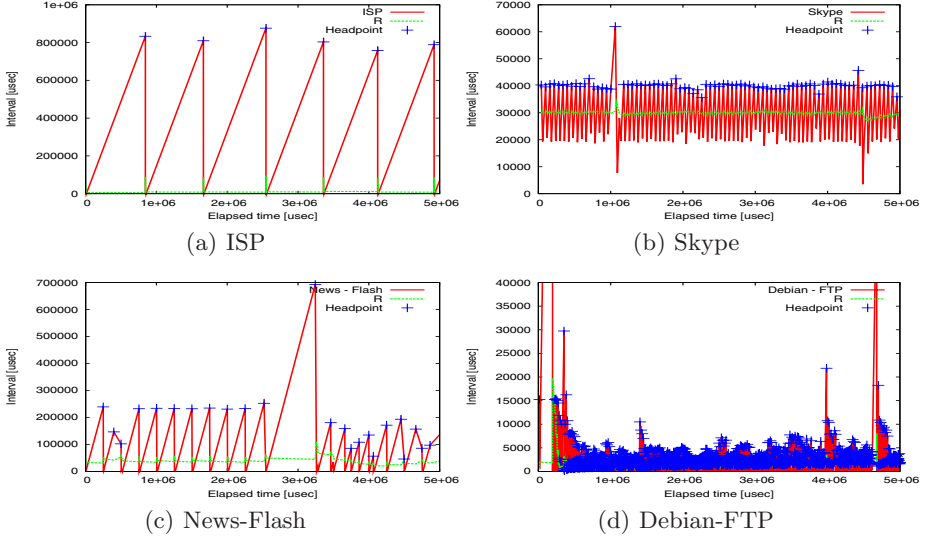 1e+06
800000
600000
400000
200000
0
Interval [usec]
ISP
R
Headpoint
0 1e+06 2e+06 3e+06 4e+06 5e+06
Elapsed time [usec]
(a) ISP
70000
60000
50000
40000
30000
20000
10000
0
Interval [usec]
Skype
R
Headpoint
0 1e+06 2e+06 3e+06 4e+06 5e+06
Elapsed time [usec]
(b) Skype
700000
600000
500000
400000
300000
200000
100000
0
Interval [usec]
News - Flash
R
Headpoint
0 1e+06 2e+06 3e+06 4e+06 5e+06
Elapsed time [usec]
(c) News-Flash
40000
35000
30000
25000
20000
15000
10000
5000
0
Interval [usec]
Debian - FTP
R
Headpoint
0 1e+06 2e+06 3e+06 4e+06 5e+06
Elapsed time [usec]
(d) Debian-FTP